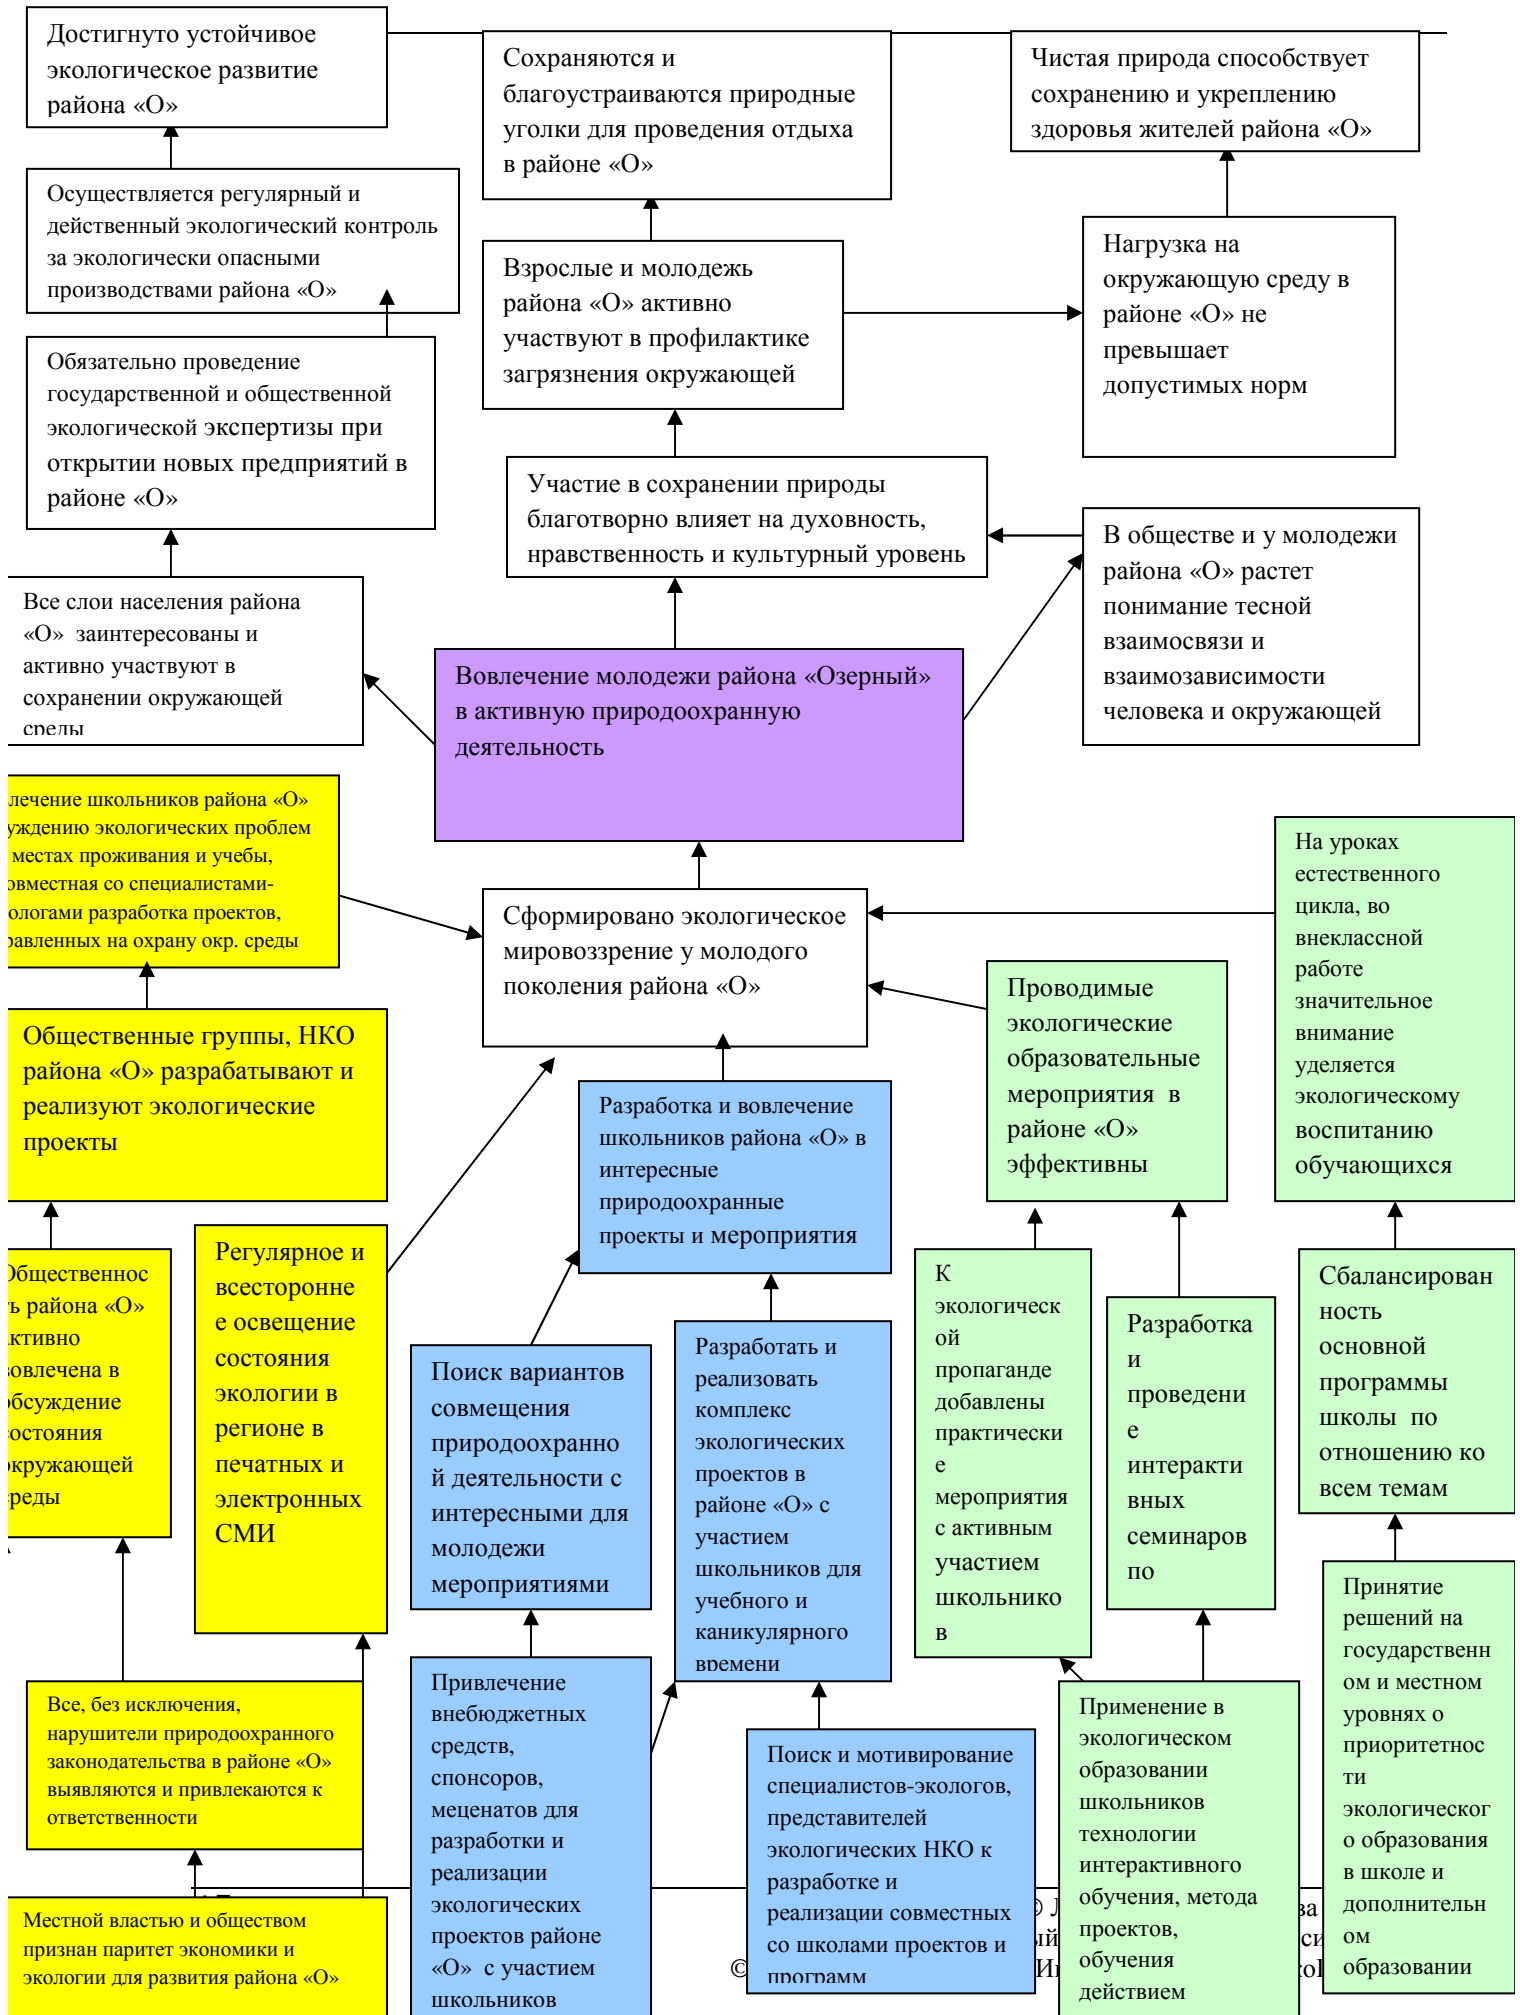 Достигнуто устойчивое
экологическое развитие
района «О»
Сохраняются и
благоустраиваются природные
уголки для проведения отдыха
в районе «О»
Чистая природа способствует
сохранению и укреплению
здоровья жителей района «О»
Осуществляется регулярный и
действенный экологический контроль
за экологически опасными
производствами района «О»
Взрослые и молодежь
района «О» активно
участвуют в профилактике
загрязнения окружающей
Нагрузка на
окружающую среду в
районе «О» не
превышает
допустимых норм
Обязательно проведение
государственной и общественной
экологической экспертизы при
открытии новых предприятий в
районе «О»
Участие в сохранении природы
благотворно влияет на духовность,
нравственность и культурный уровень
В обществе и у молодежи
района «О» растет
понимание тесной
взаимосвязи и
взаимозависимости
человека и окружающей
Все слои населения района
«О» заинтересованы и
активно участвуют в
сохранении окружающей
среды
Вовлечение молодежи района «Озерный»
в активную природоохранную
деятельность
лечение школьников района «О»
уждению экологических проблем
местах проживания и учебы,
овместная со специалистами-
ологами разработка проектов,
равленных на охрану окр. среды
Сформировано экологическое
мировоззрение у молодого
поколения района «О»
На уроках
естественного
цикла, во
внеклассной
работе
значительное
внимание
уделяется
экологическому
воспитанию
обучающихся
Проводимые
экологические
образовательные
мероприятия в
районе «О»
эффективны
Общественные группы, НКО
района «О» разрабатывают и
реализуют экологические
проекты
Разработка и вовлечение
школьников района «О» в
интересные
природоохранные
проекты и мероприятия
Общественнос
ть района «О»
активно
вовлечена в
обсуждение
состояния
окружающей
среды
Регулярное и
всесторонне
е освещение
состояния
экологии в
регионе в
печатных и
электронных
СМИ
Поиск вариантов
совмещения
природоохранно
й деятельности с
интересными для
молодежи
мероприятиями
Разработать и
реализовать
комплекс
экологических
проектов в
районе «О» с
участием
школьников для
учебного и
каникулярного
времени
К
экологическ
ой
пропаганде
добавлены
практически
е
мероприятия
с активным
участием
школьнико
в
Разработка
и
проведени
е
интеракти
вных
семинаров
по
Сбалансирован
ность
основной
программы
школы по
отношению ко
всем темам
Все, без исключения,
нарушители природоохранного
законодательства в районе «О»
выявляются и привлекаются к
ответственности
Привлечение
внебюджетных
средств,
спонсоров,
меценатов для
разработки и
реализации
экологических
проектов районе
«О» с участием
школьников
Поиск и мотивирование
специалистов-экологов,
представителей
экологических НКО к
разработке и
реализации совместных
со школами проектов и
программ
Применение в
экологическом
образовании
школьников
технологии
интерактивного
обучения, метода
проектов,
обучения
действием
Принятие
решений на
государственн
ом и местном
уровнях о
приоритетнос
ти
экологическог
о образования
в школе и
дополнительн
ом
образовании
Местной властью и обществом
признан паритет экономики и
экологии для развития района «О»